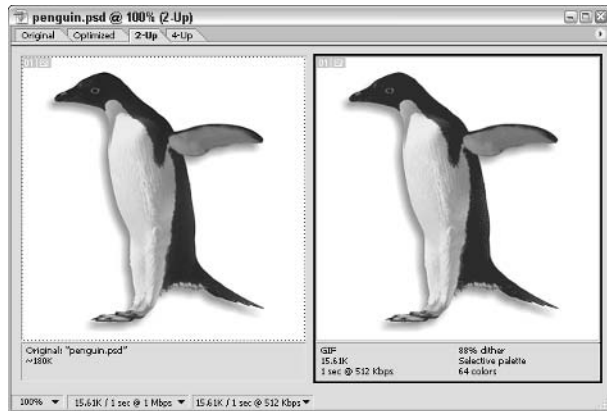 penguin.psd @ 100% (2-Up)
Original Optimized 2-Up 4-Up
01
01
Original: "penguin.psd"
~180K
GIF 88% dither
15.61K Selective palette
1 sec @ 512 Kbps 64 colors
100% 15.61K / 1 sec @ 1 Mbps 15.61K / 1 sec @ 512 Kbps